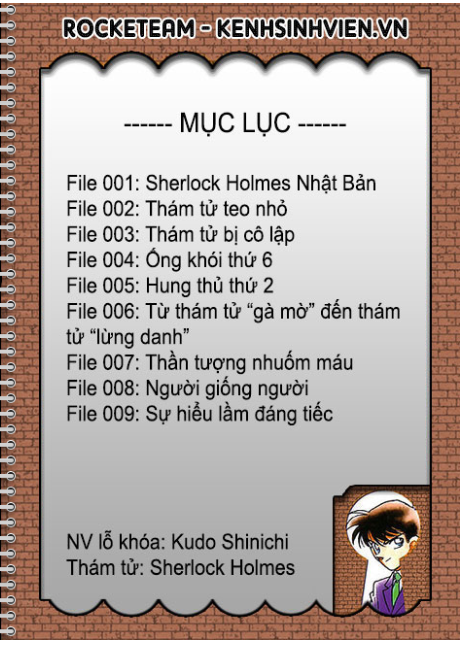 ROCKETEAM - KENHSINHVIEN.VN
------ MỤC LỤC ------
File 001: Sherlock Holmes Nhật Bản
File 002: Thám tử teo nhỏ
File 003: Thám tử bị cô lập
File 004: Ống khói thứ 6
File 005: Hung thủ thứ 2
File 006: Từ thám tử “gà mờ” đến thám
tử “lừng danh”
File 007: Thần tượng nhuốm máu
File 008: Người giống người
File 009: Sự hiểu lầm đáng tiếc
NV lỗ khóa: Kudo Shinichi
Thám tử: Sherlock Holmes